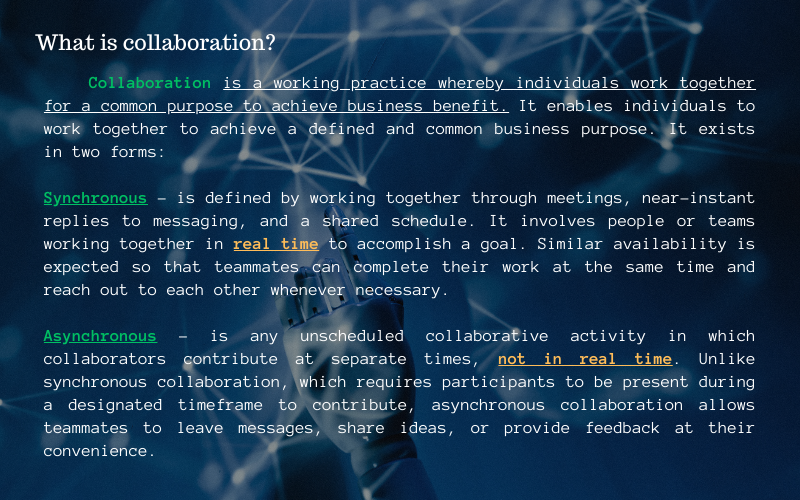 What is collaboration?
Collaboration is a working practice whereby individuals work together
for a common purpose to achieve business benefit. It enables individuals to
work together to achieve a defined and common business purpose. It exists
in two forms:
Synchronous – is defined by working together through meetings, near-instant
replies to messaging, and a shared schedule. It involves people or teams
working together in real time to accomplish a goal. Similar availability is
expected so that teammates can complete their work at the same time and
reach out to each other whenever necessary.
Asynchronous – is any unscheduled collaborative activity in which
collaborators contribute at separate times, not in real time. Unlike
synchronous collaboration, which requires participants to be present during
a designated timeframe to contribute, asynchronous collaboration allows
teammates to leave messages, share ideas, or provide feedback at their
convenience.